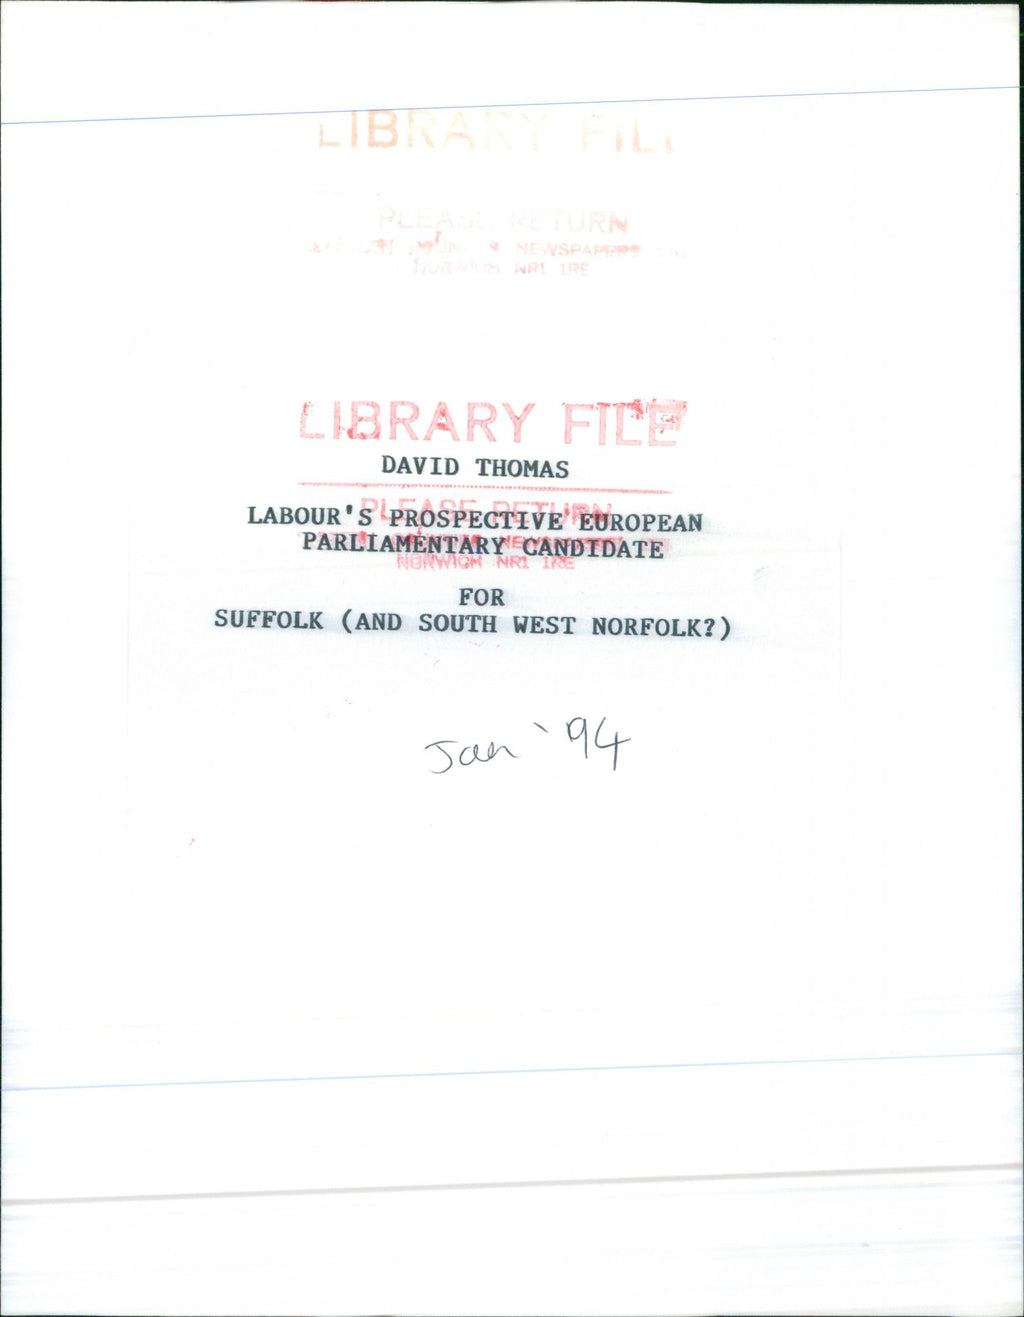 LIBRARY FIL
PLEASE RETURN
NEWSPAPERS
NORWICH NR1 1RE
LIBRARY FILE
DAVID THOMAS
PLEASE RETURN
LABOUR'S PROSPECTIVE EUROPEAN
PARLIAMENTARY CANDIDATE
NORWICH NR1 1RE
FOR
SUFFOLK (AND SOUTH WEST NORFOLK?)
Jan '94